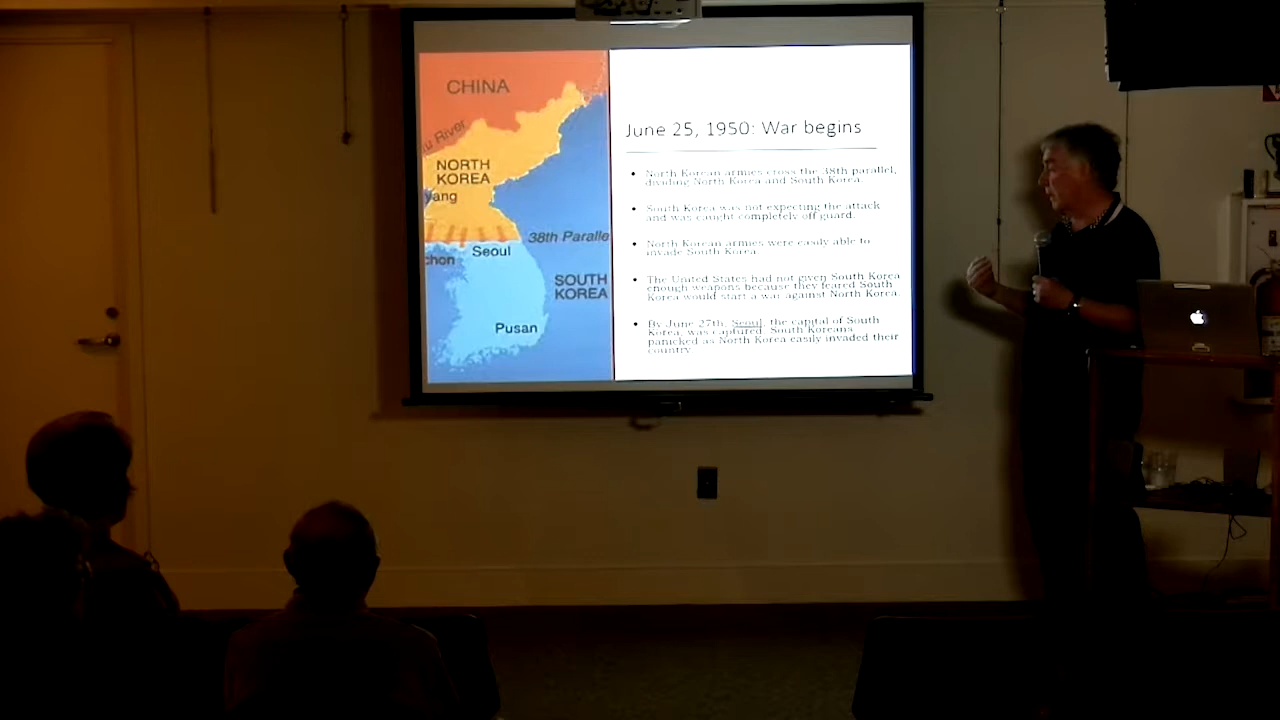 CHINA
lu River
NORTH
KOREA
yang
38th Paralle
Seoul
chon
SOUTH
KOREA
Pusan
June 25, 1950: War begins
• North Korean armies cross the 38th parallel,
dividing North Korea and South Korea.
• South Korea was not expecting the attack
and was caught completely off guard.
• North Korean armies were easily able to
invade South Korea.
• The United States had not given South Korea
enough weapons because they feared South
Korea would start a war against North Korea.
• By June 27th, Seoul, the capital of South
Korea, was captured. South Koreans
panicked as North Korea easily invaded their
country.